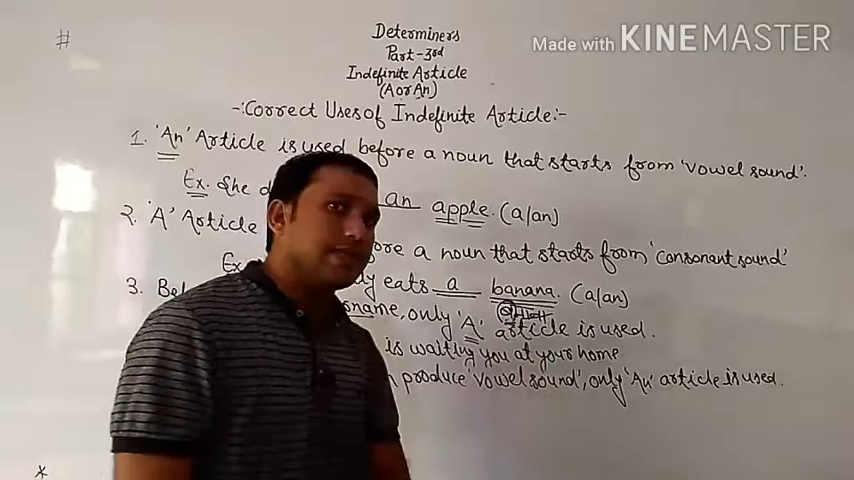 #
Determiners
Made with KINEMASTER
Part-3rd
Indefinite Article
(A or An)
-:Correct Uses of Indefinite Article:-
1. 'An' Article is used before a noun that starts from 'vowel sound'.
Ex. She an apple. (a/an)
2. 'A' Article a noun that starts from 'consonant sound'
Ex eats a banana. (a/an)
3. only 'A' article is used.
is waiting you at your home
produce 'vowel sound', only 'An' article is used.
*